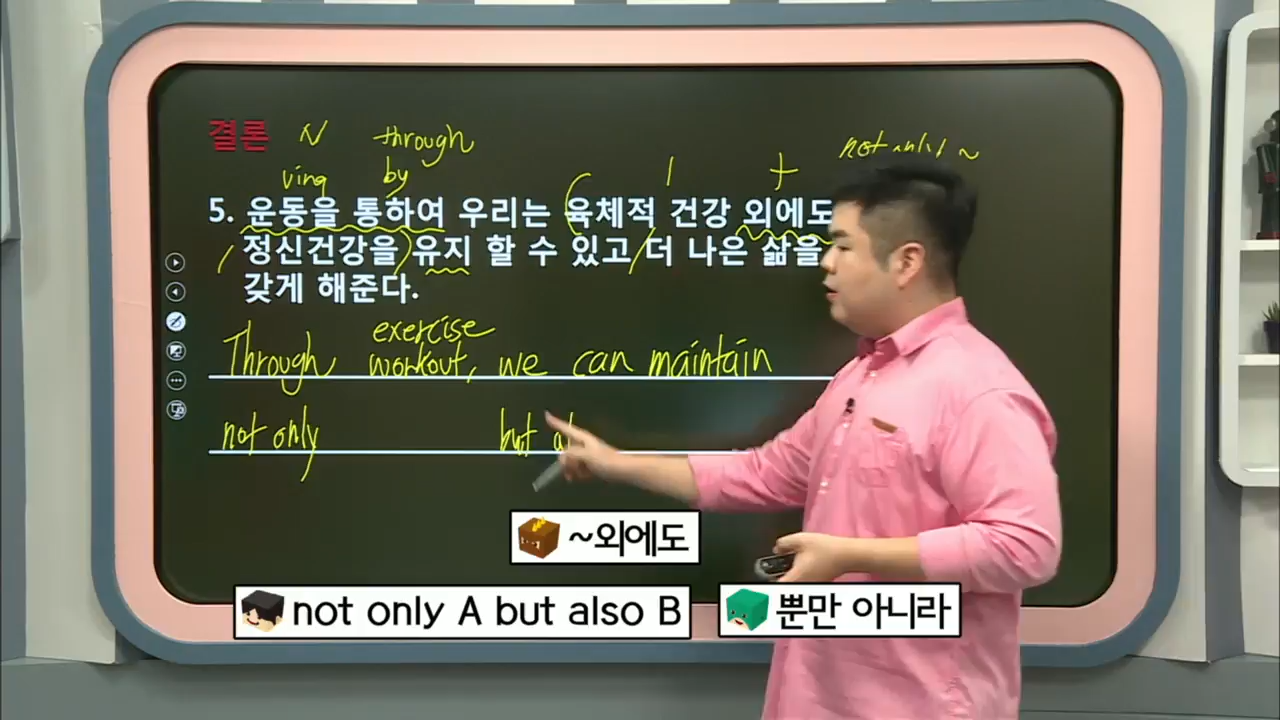 결론 N through not only ~
ving by
5. 운동을 통하여 우리는 육체적 건강 외에도
정신건강을 유지 할 수 있고 더 나은 삶을
갖게 해준다.
exercise
Through workout, we can maintain
not only but al
~외에도
not only A but also B
뿐만 아니라